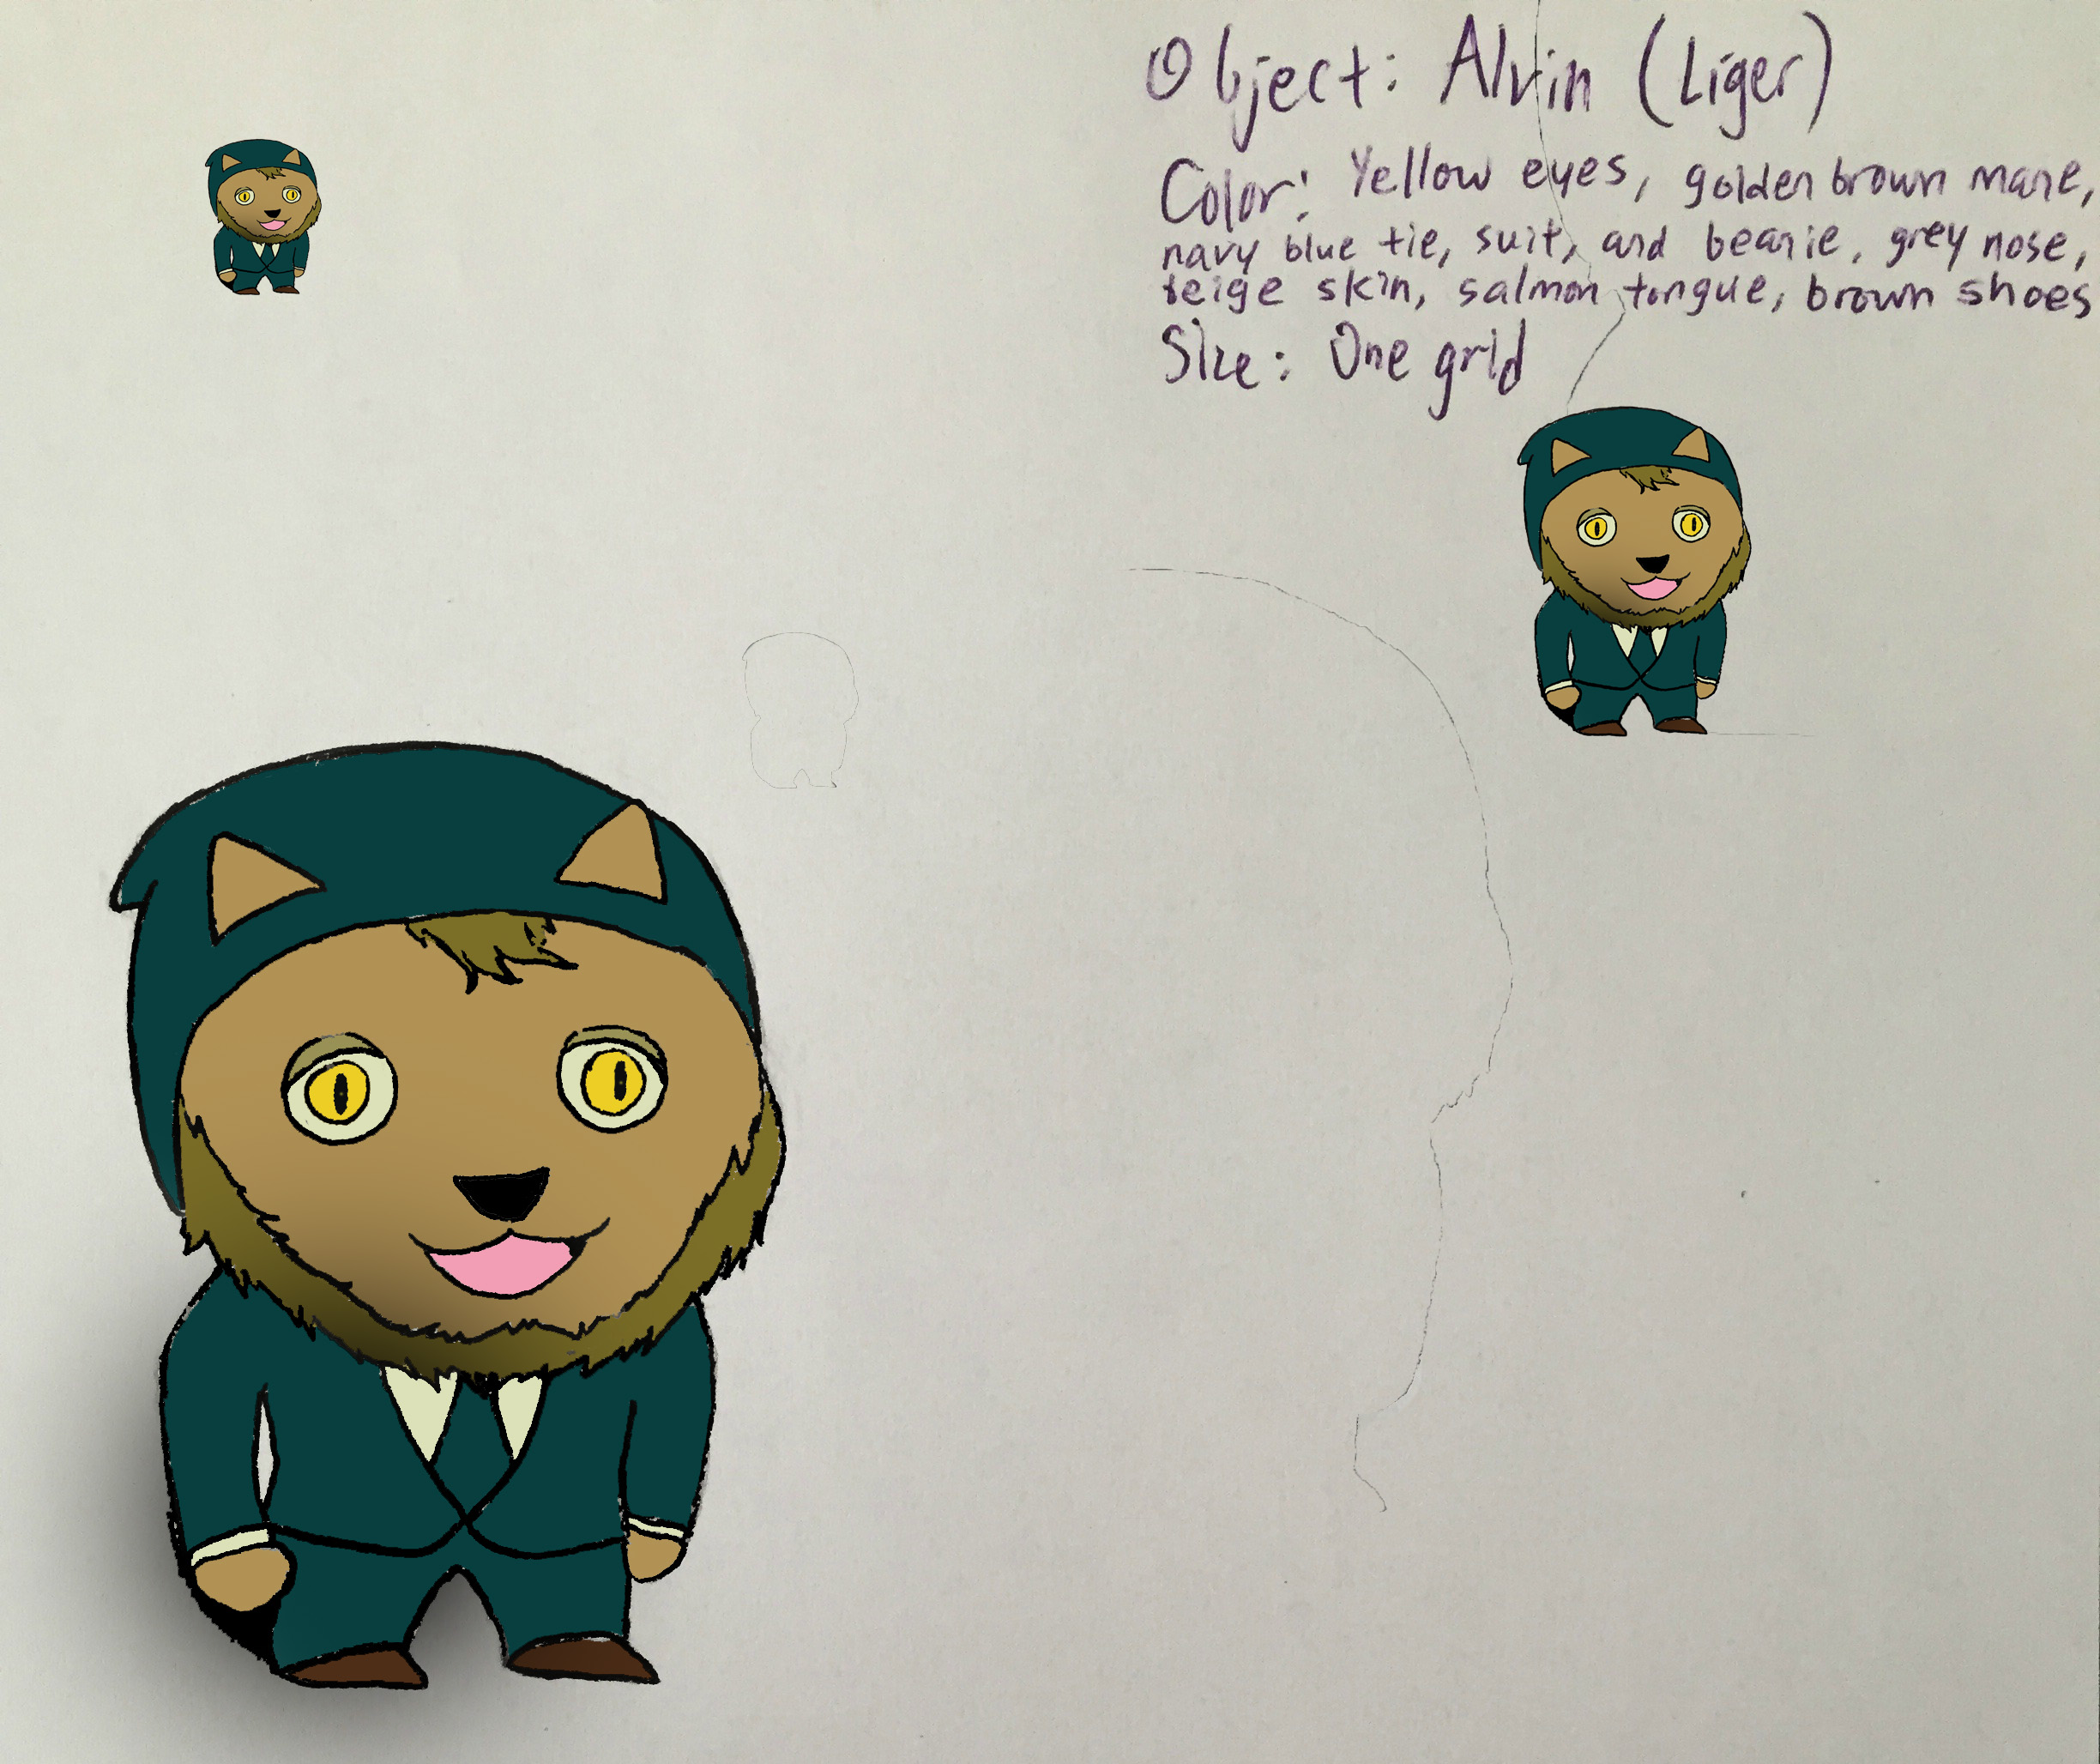 Object: Alvin (Liger)
Color: Yellow eyes, golden brown mane,
navy blue tie, suit, and beanie, grey nose,
beige skin, salmon tongue, brown shoes
Size: One grid